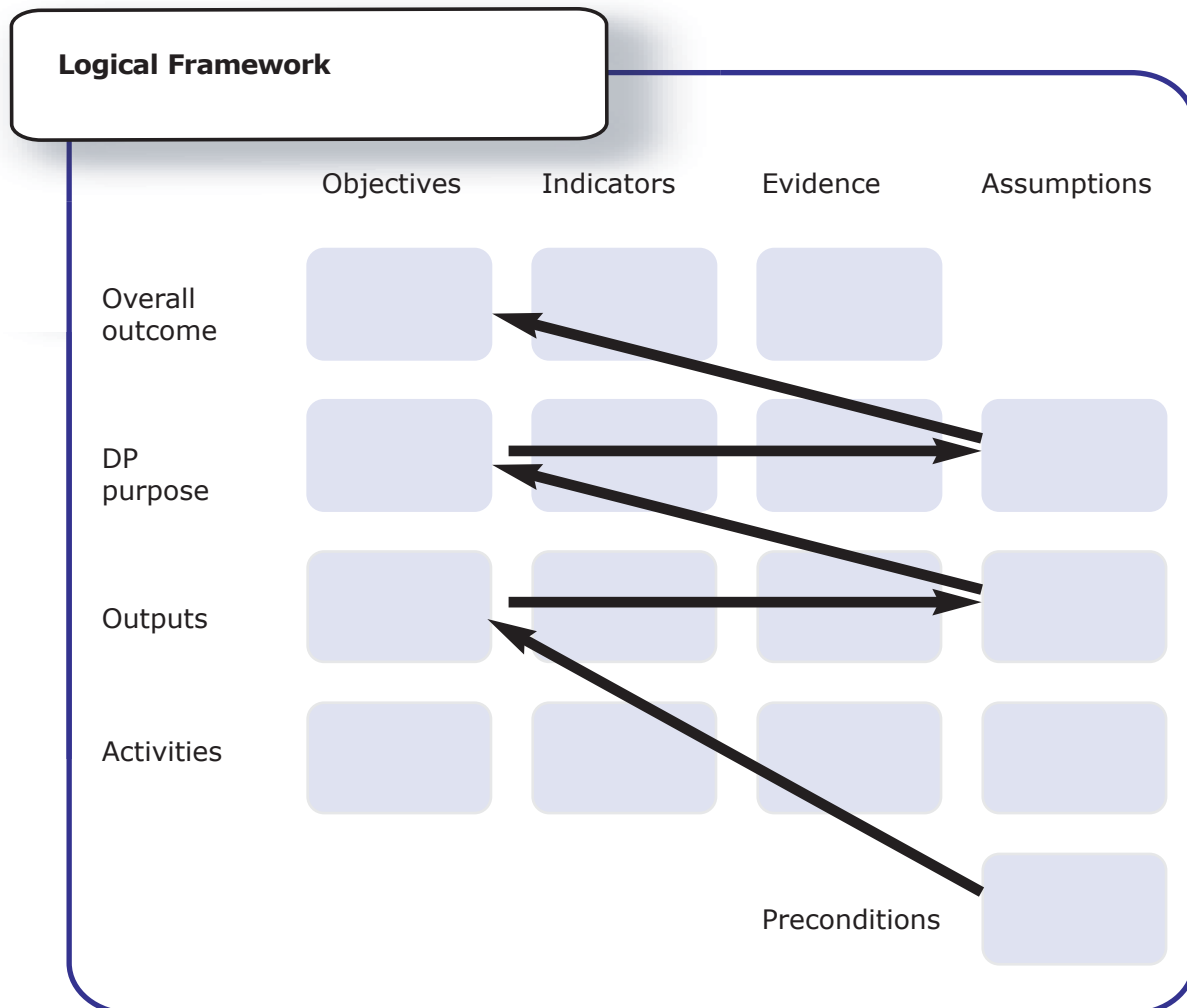 Logical Framework
Objectives Indicators Evidence Assumptions
Overall
outcome
DP
purpose
Outputs
Activities
Preconditions